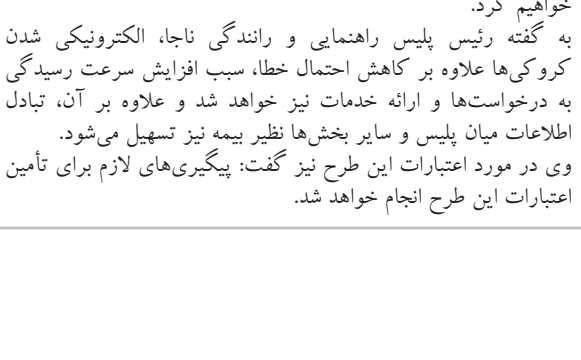 خواهیم کرد.
به گفته رئیس پلیس راهنمایی و رانندگی ناجا، الکترونیکی شدن
کروکی‌ها علاوه بر کاهش احتمال خطا، سبب افزایش سرعت رسیدگی
به درخواست‌ها و ارائه خدمات نیز خواهد شد و علاوه بر آن، تبادل
اطلاعات میان پلیس و سایر بخش‌ها نظیر بیمه نیز تسهیل می‌شود.
وی در مورد اعتبارات این طرح نیز گفت: پیگیری‌های لازم برای تأمین
اعتبارات این طرح انجام خواهد شد.